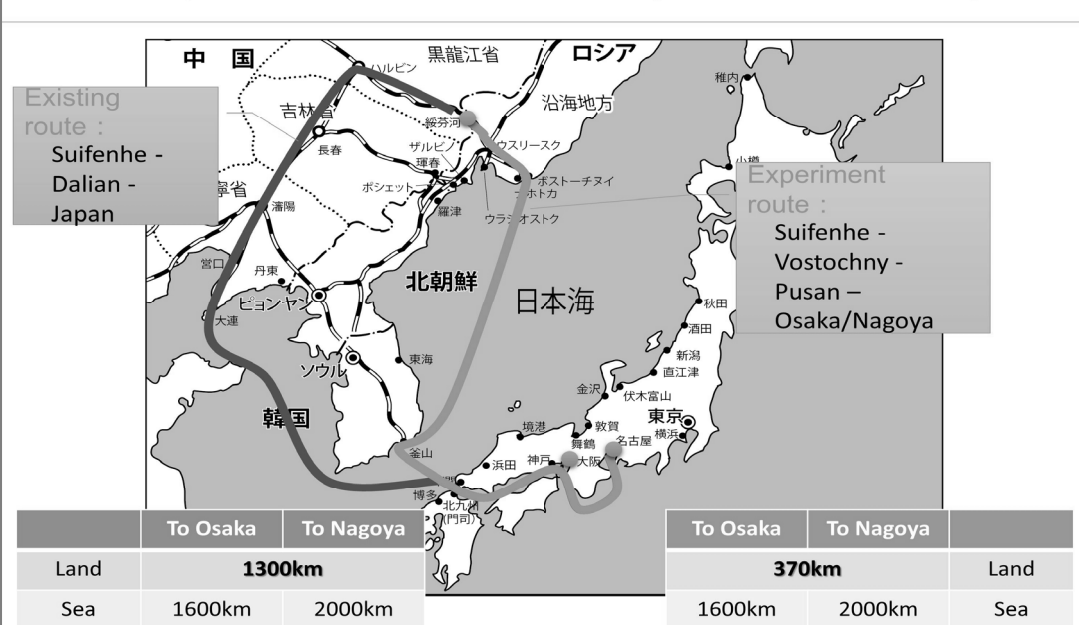 中 国
黒龍江省
ロシア
ハルビン
稚内
Existing
route :
Suifenhe -
Dalian -
Japan
吉林省
沿海地方
綏芬河
長春
ザルビノ
ウスリースク
琿春
小樽
ポシェット
ボストーチヌイ
ナホトカ
寧省
瀋陽
羅津
ウラジオストク
Experiment
route :
Suifenhe -
Vostochny -
Pusan –
Osaka/Nagoya
営口
丹東
北朝鮮
ピョンヤン
日本海
秋田
大連
酒田
新潟
ソウル
東海
直江津
金沢
伏木富山
韓国
東京
境港
敦賀
横浜
舞鶴
名古屋
釜山
浜田
神戸
大阪
博多
北九州
(門司)
To Osaka To Nagoya
Land 1300km
Sea 1600km 2000km
To Osaka To Nagoya
370km Land
1600km 2000km Sea